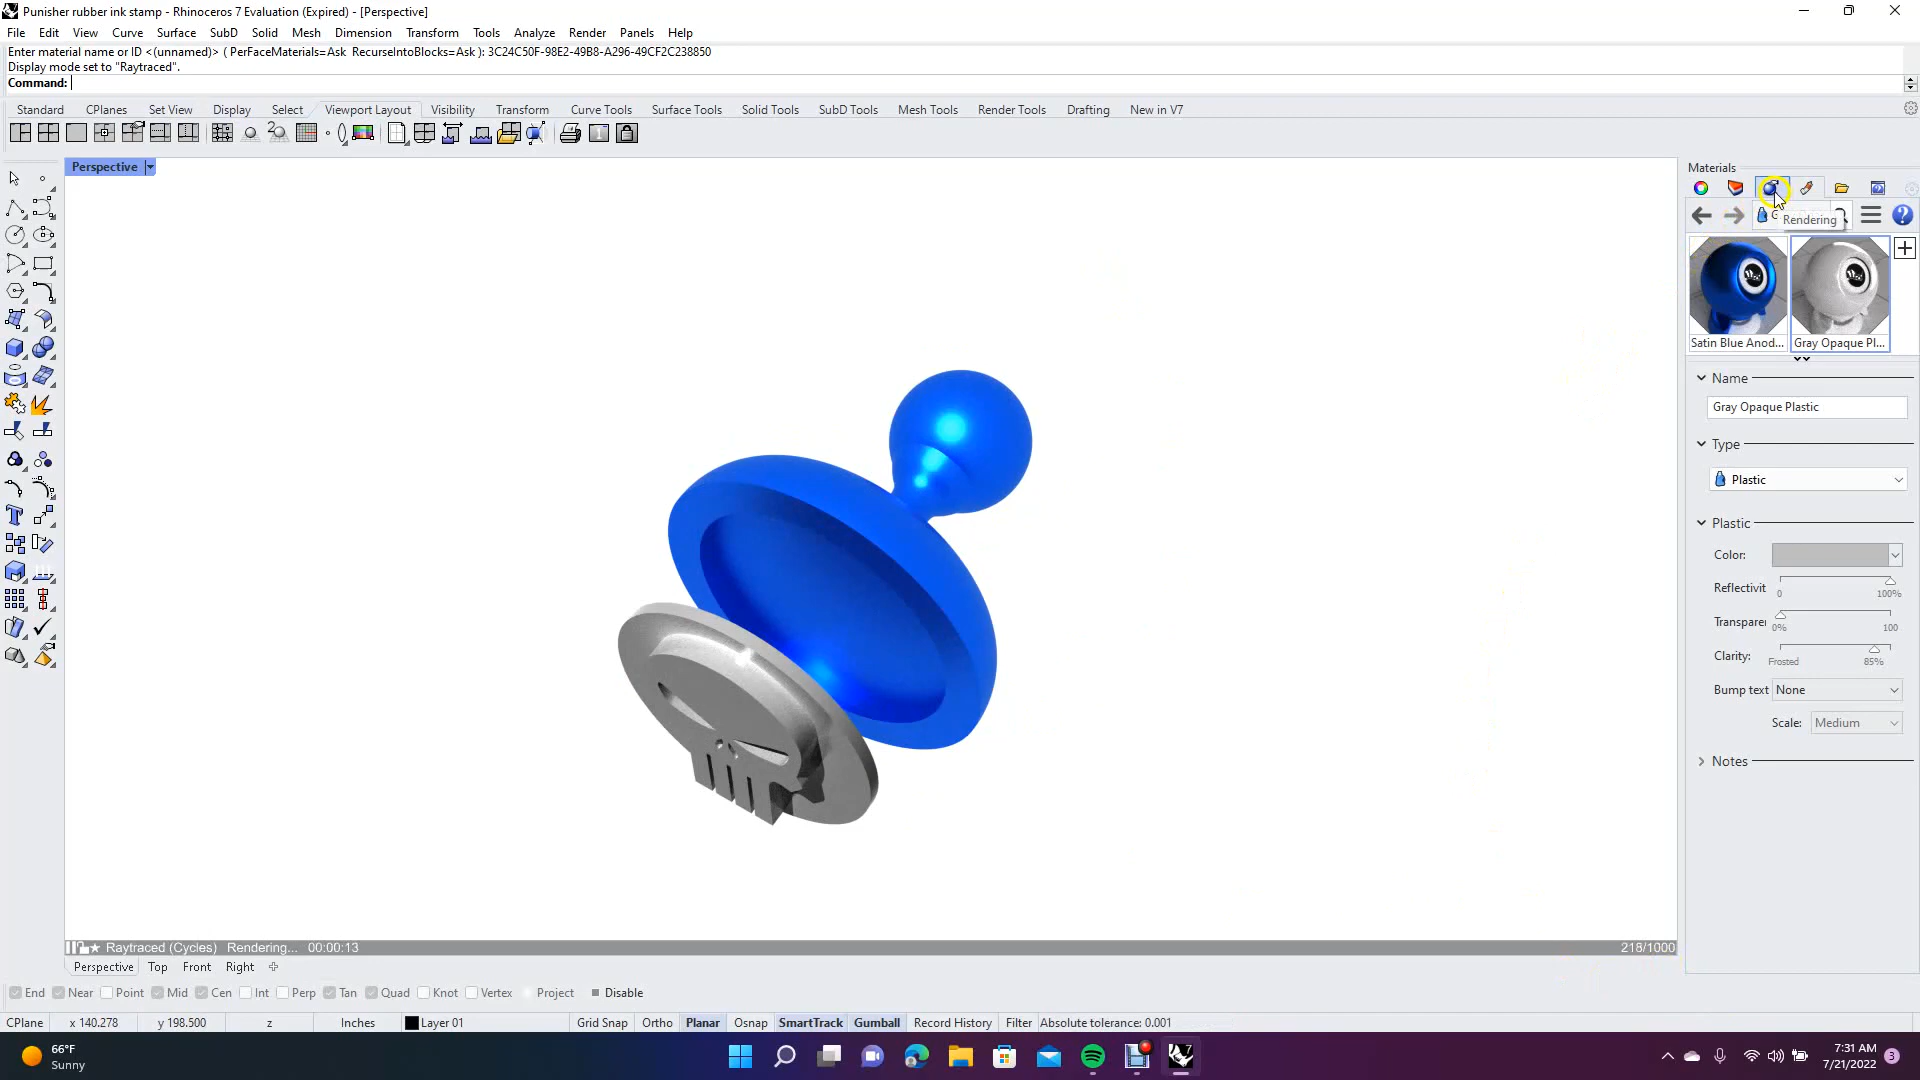 Punisher rubber ink stamp - Rhinoceros 7 Evaluation (Expired) - [Perspective]
File Edit View Curve Surface SubD Solid Mesh Dimension Transform Tools Analyze Render Panels Help
Enter material name or ID <(unnamed)> ( PerFaceMaterials=Ask RecurseIntoBlocks=Ask ): 3C24C50F-98E2-49B8-A296-49CF2C238850
Display mode set to "Raytraced".
Command:
Standard CPlanes Set View Display Select Viewport Layout Visibility Transform Curve Tools Surface Tools Solid Tools SubD Tools Mesh Tools Render Tools Drafting New in V7
Perspective
Materials
Rendering
Satin Blue Anod... Gray Opaque Pl...
Name
Gray Opaque Plastic
Type
Plastic
Plastic
Color:
Reflectivit
0 100%
Transparer
0% 100
Clarity:
Frosted 85%
Bump text None
Scale: Medium
Notes
Raytraced (Cycles) Rendering... 00:00:13 218/1000
Perspective Top Front Right
End Near Point Mid Cen Int Perp Tan Quad Knot Vertex Project Disable
CPlane x 140.278 y 198.500 z Inches Layer 01 Grid Snap Ortho Planar Osnap SmartTrack Gumball Record History Filter Absolute tolerance: 0.001
66°F
Sunny
7:31 AM
7/21/2022
3